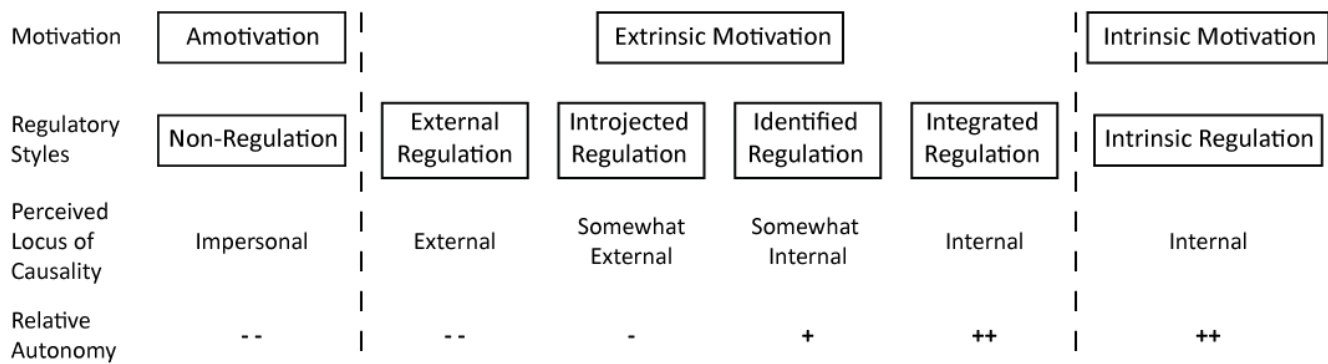 Motivation
Amotivation
Extrinsic Motivation
Intrinsic Motivation
Regulatory
Styles
Non-Regulation
External
Regulation
Introjected
Regulation
Identified
Regulation
Integrated
Regulation
Intrinsic Regulation
Perceived
Locus of
Causality
Impersonal
External
Somewhat
External
Somewhat
Internal
Internal
Internal
Relative
Autonomy
- -
- -
-
+
++
++